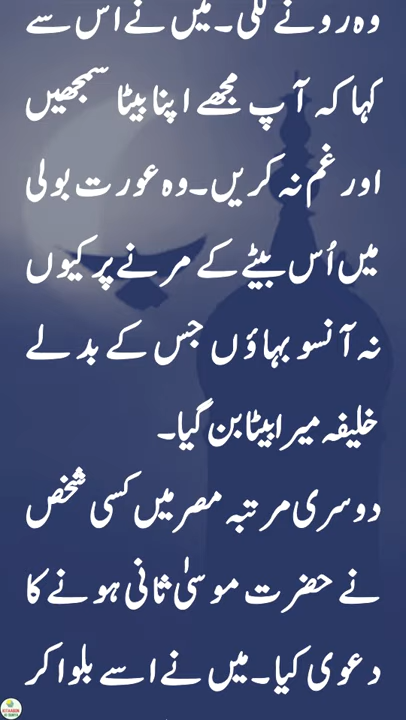 وہ رونے لگی۔ میں نے اس سے
کہا کہ آپ مجھے اپنا بیٹا سمجھیں
اور غم نہ کریں۔ وہ عورت بولی
میں اُس بیٹے کے مرنے پر کیوں
نہ آنسو بہاؤں جس کے بدلے
خلیفہ میرا بیٹا بن گیا۔
دوسری مرتبہ مصر میں کسی شخص
نے حضرت موسیٰ ثانی ہونے کا
دعوی کیا۔ میں نے اسے بلوا کر